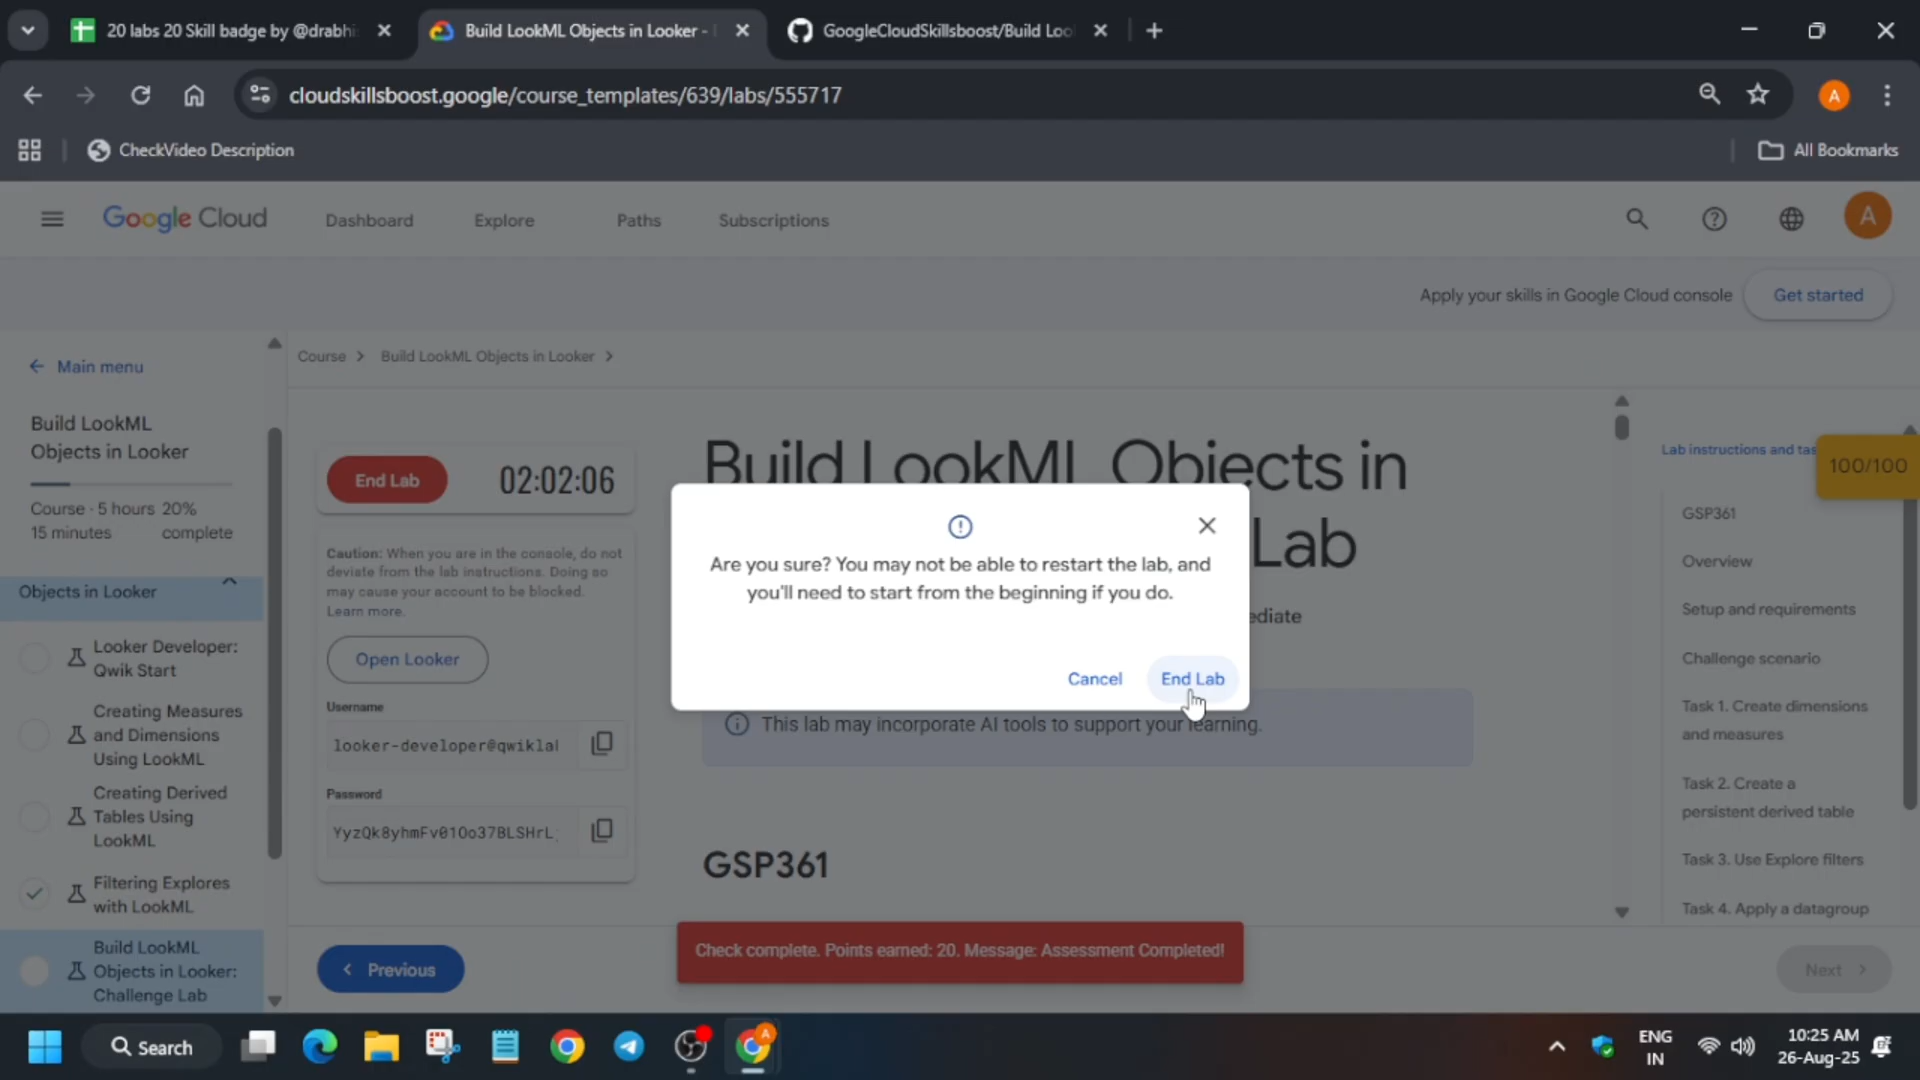 20 labs 20 Skill badge by @drabhi
Build LookML Objects in Looker -
GoogleCloudSkillsboost/Build Loo
cloudskillsboost.google/course_templates/639/labs/555717
A
CheckVideo Description
All Bookmarks
Google Cloud
Dashboard
Explore
Paths
Subscriptions
A
Apply your skills in Google Cloud console
Get started
Main menu
Build LookML
Objects in Looker
Course · 5 hours
15 minutes
20%
complete
Objects in Looker
Looker Developer:
Qwik Start
Creating Measures
and Dimensions
Using LookML
Creating Derived
Tables Using
LookML
Filtering Explores
with LookML
Build LookML
Objects in Looker:
Challenge Lab
Course > Build LookML Objects in Looker >
End Lab
02:02:06
Caution: When you are in the console, do not
deviate from the lab instructions. Doing so
may cause your account to be blocked.
Learn more.
Open Looker
Username
looker-developer@qwiklal
Password
YyzQk8yhmFv01Oo37BLSHrL
Previous
Build LookML Objects in
Lab
ediate
Are you sure? You may not be able to restart the lab, and
you'll need to start from the beginning if you do.
Cancel
End Lab
This lab may incorporate AI tools to support your learning.
GSP361
Check complete. Points earned: 20. Message: Assessment Completed!
Lab instructions and tas
100/100
GSP361
Overview
Setup and requirements
Challenge scenario
Task 1. Create dimensions
and measures
Task 2. Create a
persistent derived table
Task 3. Use Explore filters
Task 4. Apply a datagroup
Next
Search
A
ENG
IN
10:25 AM
26-Aug-25